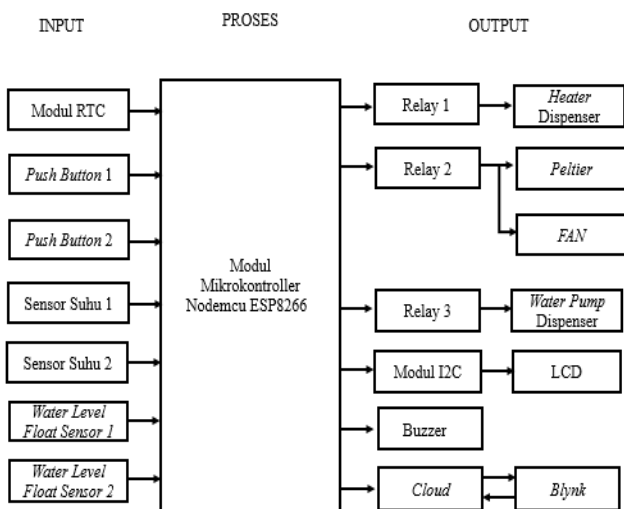 INPUT
PROSES
OUTPUT
Modul RTC
Push Button 1
Push Button 2
Sensor Suhu 1
Sensor Suhu 2
Water Level
Float Sensor 1
Water Level
Float Sensor 2
Modul
Mikrokontroller
Nodemcu ESP8266
Relay 1
Heater
Dispenser
Relay 2
Peltier
FAN
Relay 3
Water Pump
Dispenser
Modul I2C
LCD
Buzzer
Cloud
Blynk